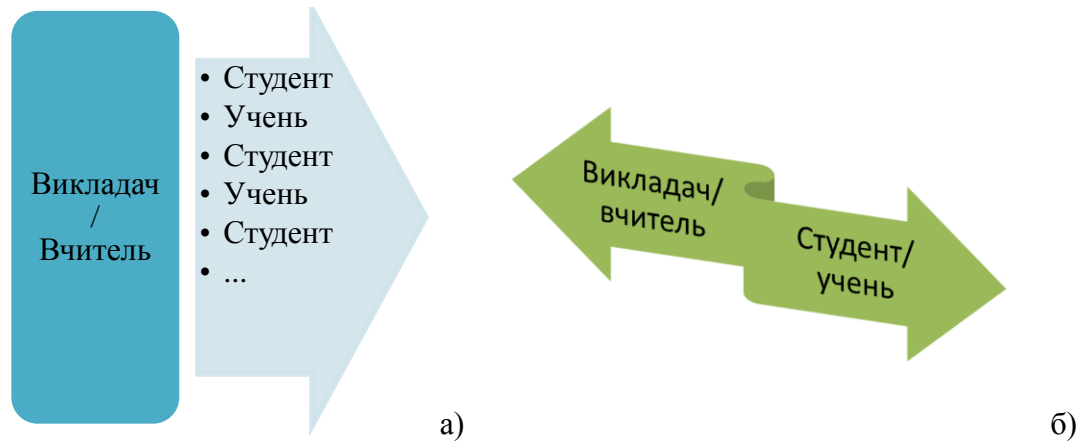 Викладач
/
Вчитель
• Студент
• Учень
• Студент
• Учень
• Студент
• ...
а)
Викладач/
вчитель
Студент/
учень
б)